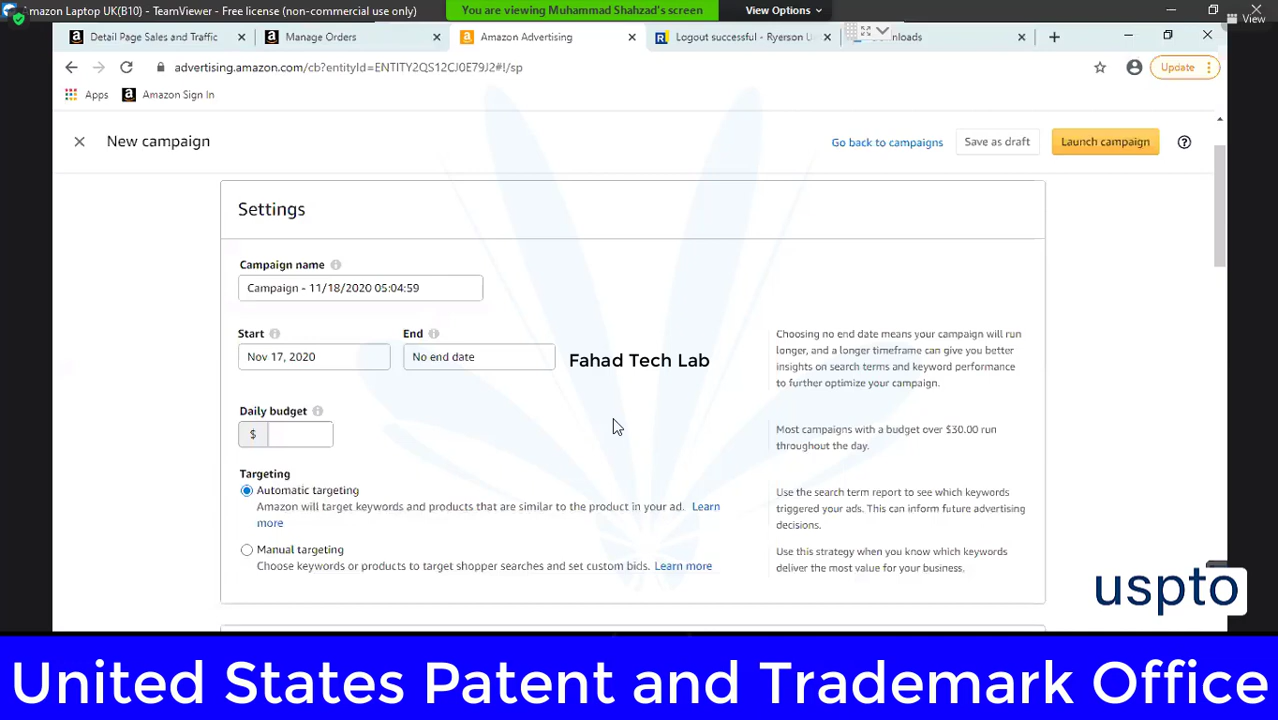 Amazon Laptop UK(B10) - TeamViewer - Free license (non-commercial use only)
You are viewing Muhammad Shahzad's screen
View Options
View
Detail Page Sales and Traffic
Manage Orders
Amazon Advertising
Logout successful - Ryerson
advertising.amazon.com/cb?entityId=ENTITY2QS12CJ0E79J2#!/sp
Update
Apps
Amazon Sign In
New campaign
Go back to campaigns
Save as draft
Launch campaign
Settings
Campaign name
Campaign - 11/18/2020 05:04:59
Start
End
Nov 17, 2020
No end date
Fahad Tech Lab
Choosing no end date means your campaign will run
longer, and a longer timeframe can give you better
insights on search terms and keyword performance
to further optimize your campaign.
Daily budget
$
Most campaigns with a budget over $30.00 run
throughout the day.
Targeting
Automatic targeting
Amazon will target keywords and products that are similar to the product in your ad. Learn
more
Use the search term report to see which keywords
triggered your ads. This can inform future advertising
decisions.
Manual targeting
Choose keywords or products to target shopper searches and set custom bids. Learn more
Use this strategy when you know which keywords
deliver the most value for your business.
uspto
United States Patent and Trademark Office